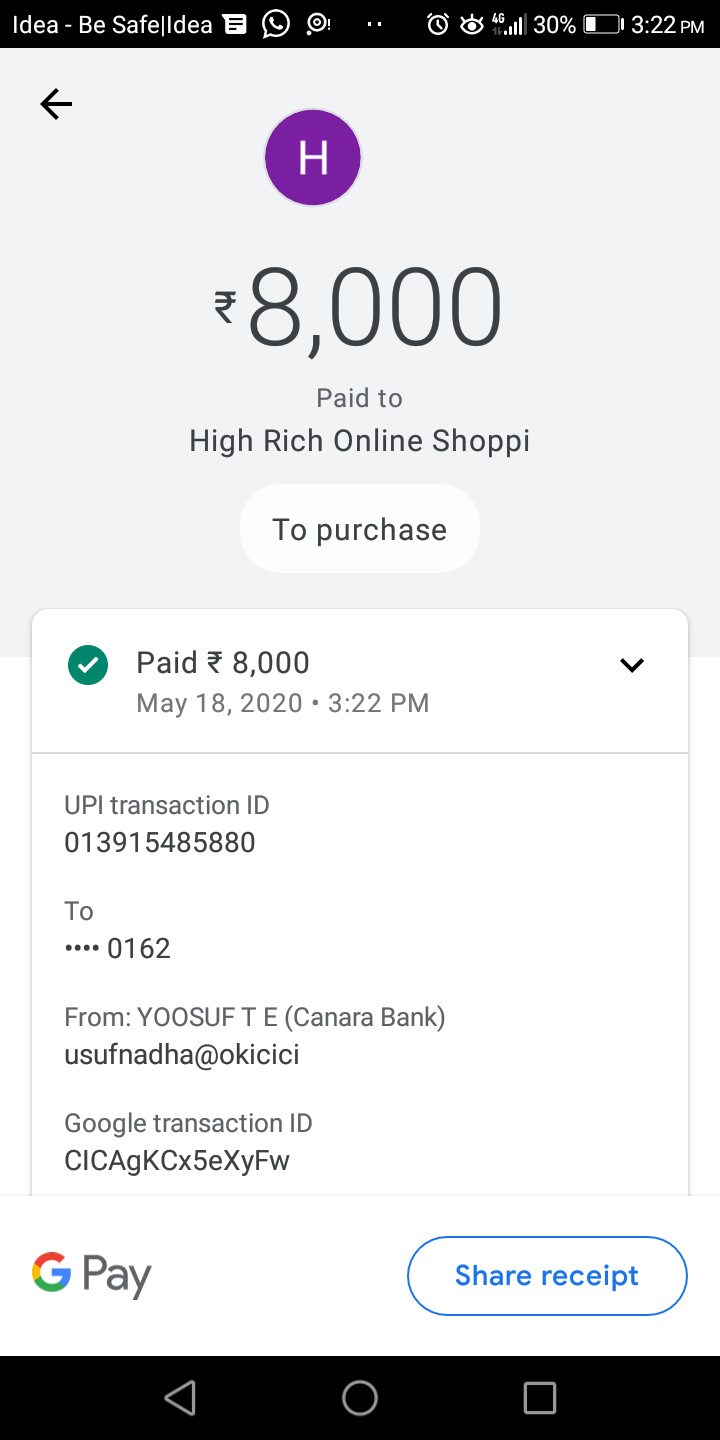 Idea - Be Safe|Idea 4G 30% 3:22 PM
H
₹8,000
Paid to
High Rich Online Shoppi
To purchase
Paid ₹ 8,000
May 18, 2020 • 3:22 PM
UPI transaction ID
013915485880
To
•••• 0162
From: YOOSUF T E (Canara Bank)
usufnadha@okicici
Google transaction ID
CICAgKCx5eXyFw
G Pay
Share receipt